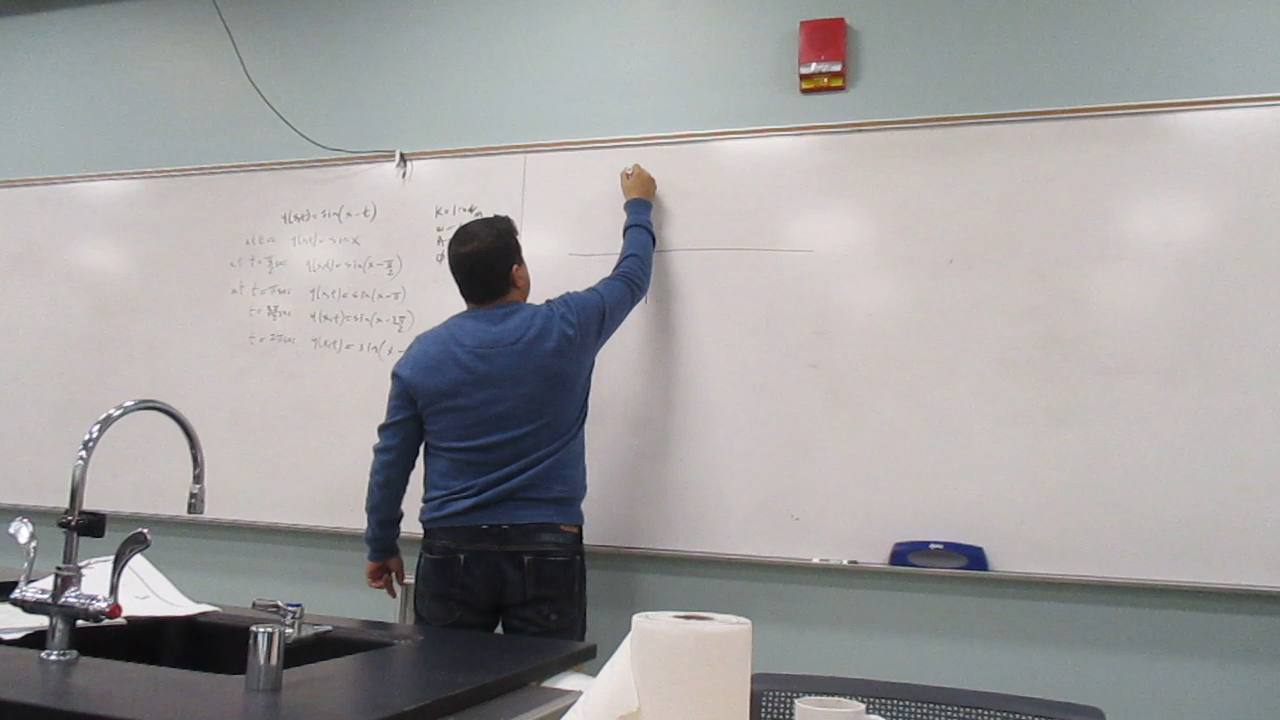 y(x,t) = sin(x-t)
at t=0 y(x,t) = sin x
at t = π/2 sec y(x,t) = sin(x-π/2)
at t = π sec y(x,t) = sin(x-π)
t = 3π/2 sec y(x,t) = sin(x-3π/2)
t = 2π sec y(x,t) = sin(x-
K=1
ω
A
ϕ